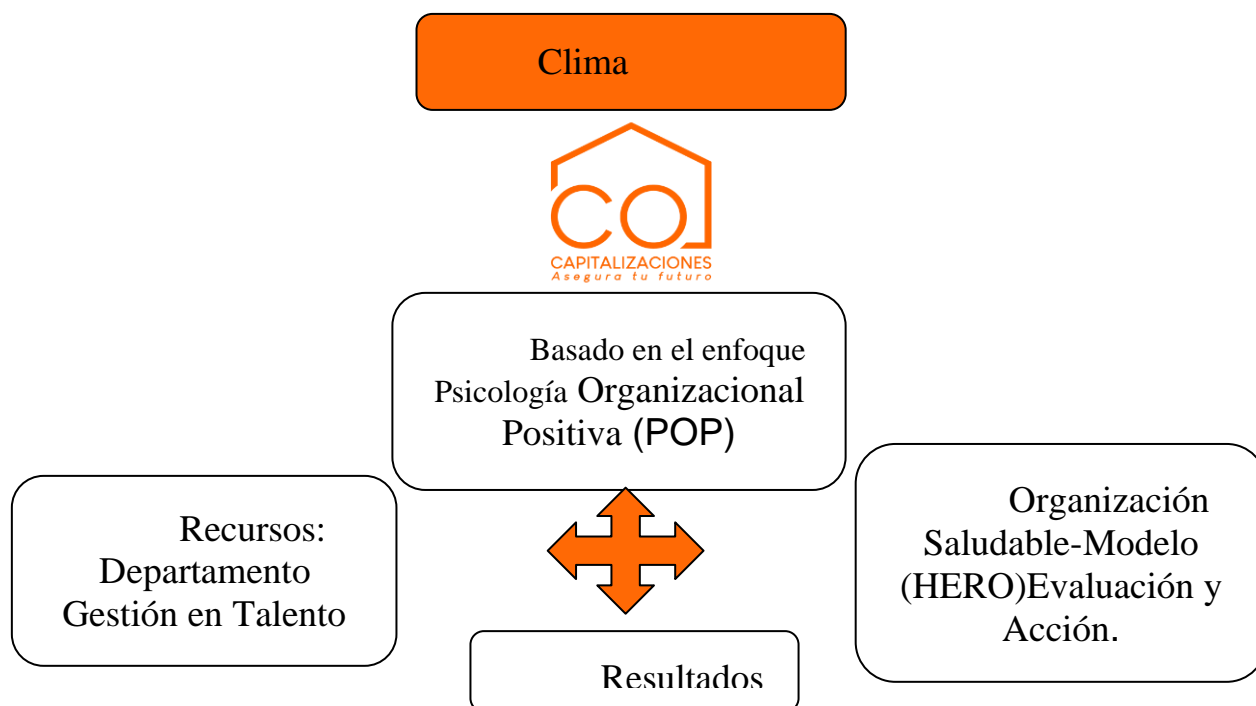 Clima
CO
CAPITALIZACIONES
Asegura tu futuro
Basado en el enfoque
Psicología Organizacional
Positiva (POP)
Recursos:
Departamento
Gestión en Talento
Organización
Saludable-Modelo
(HERO)Evaluación y
Acción.
Resultados